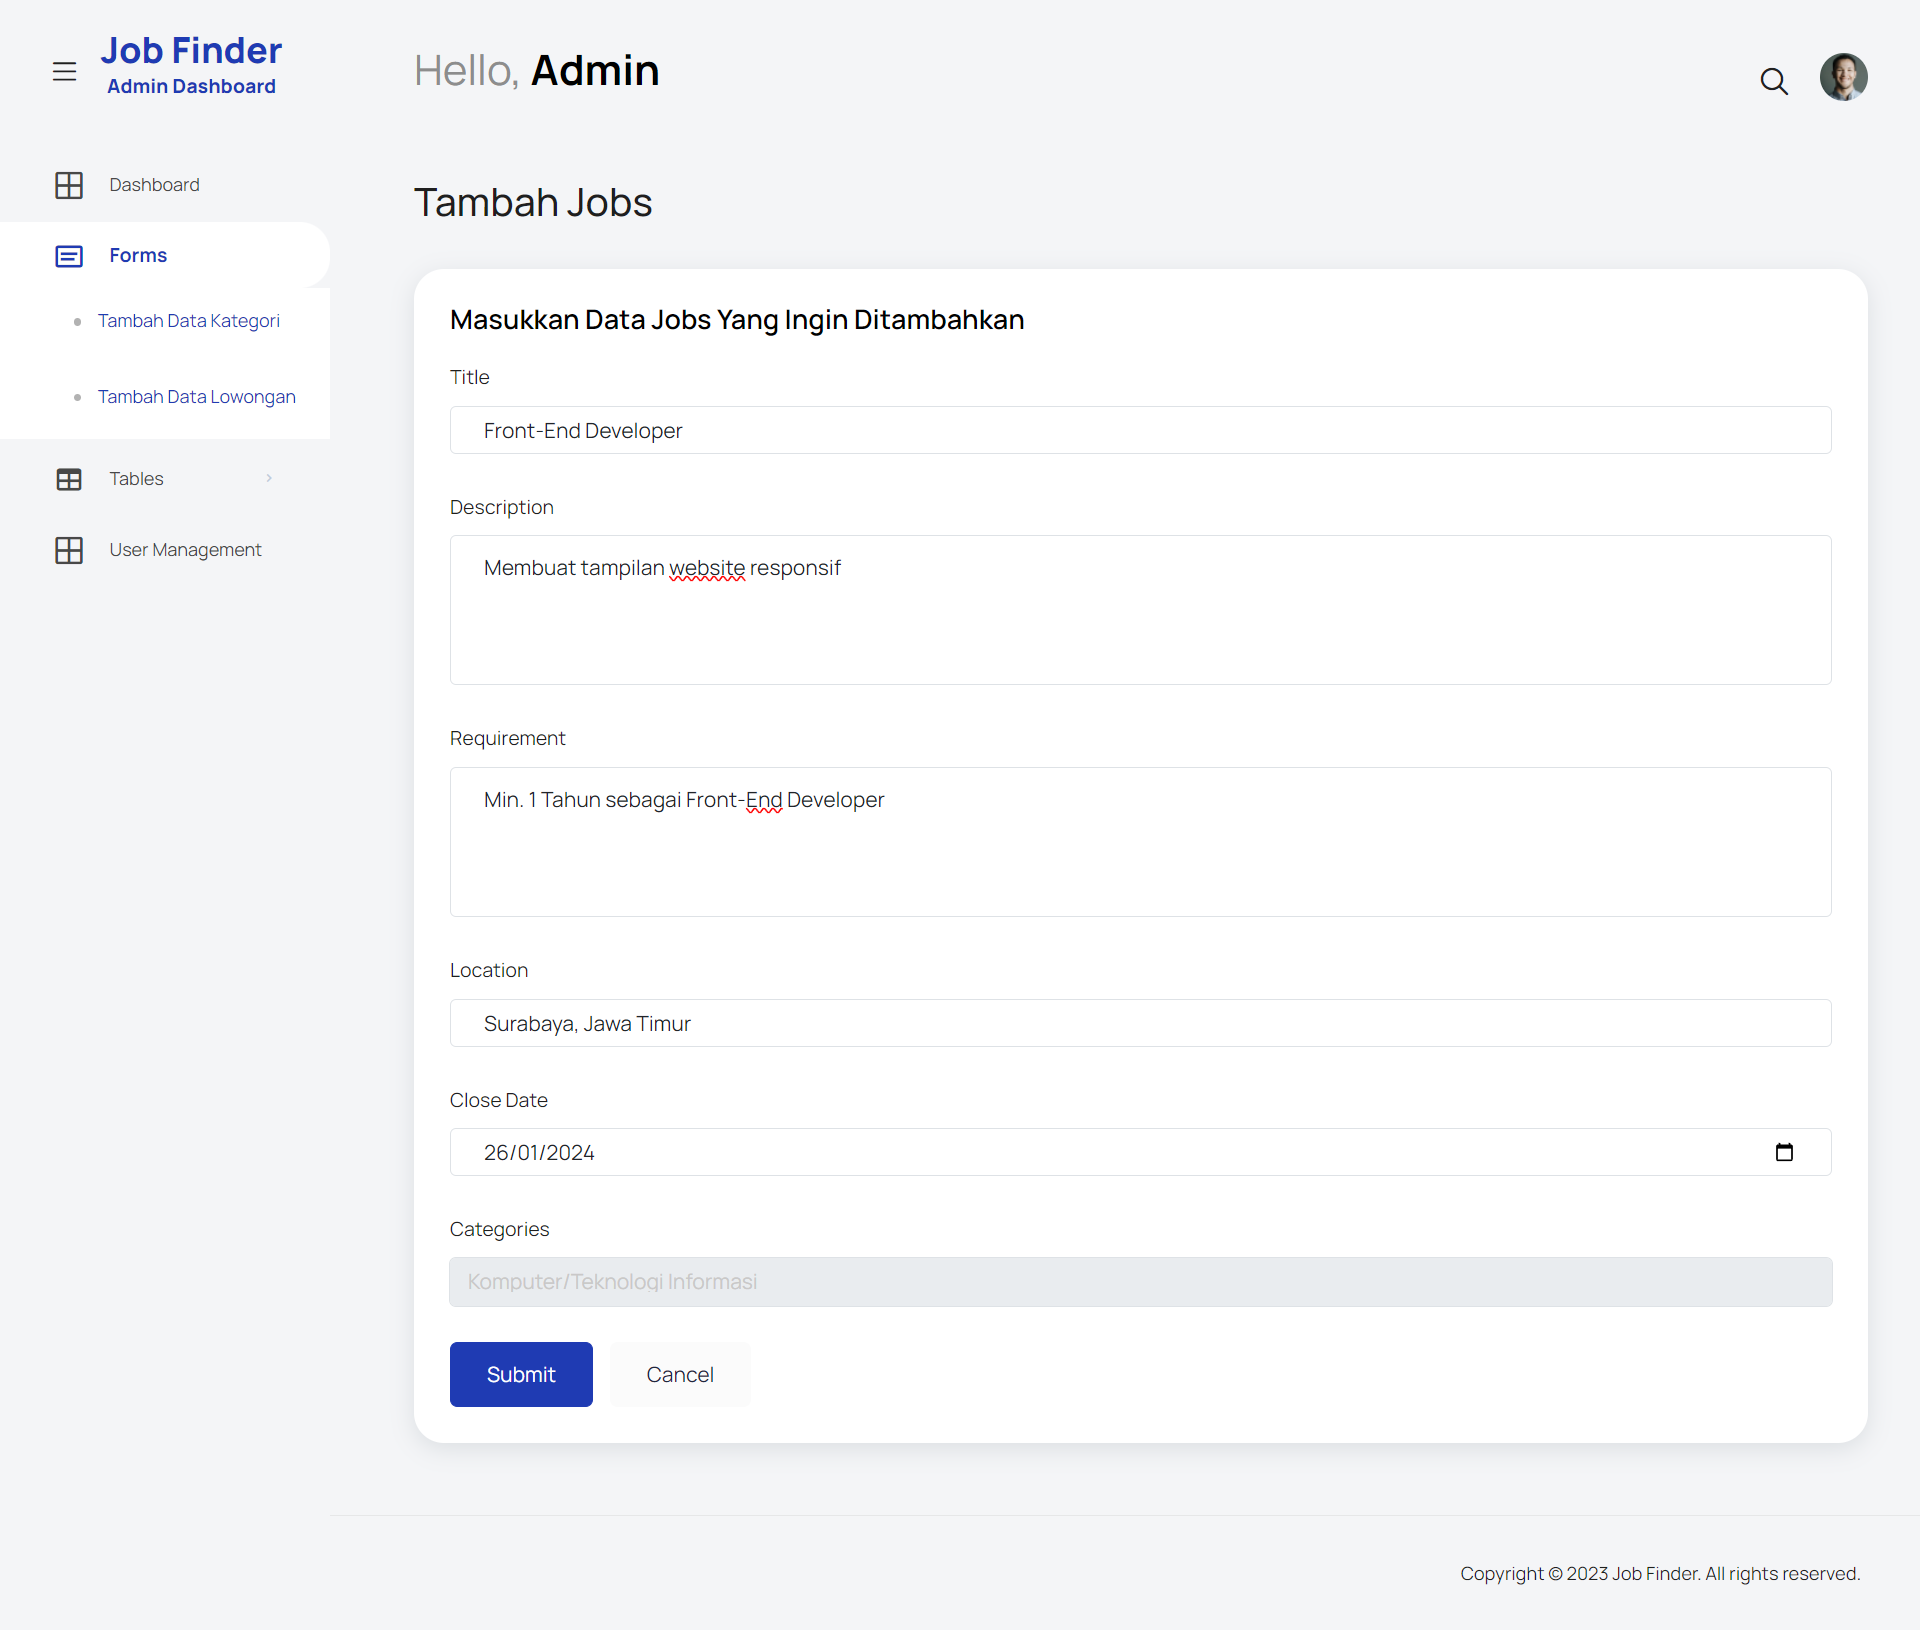 Job Finder
Admin Dashboard
Hello, Admin
Dashboard
Forms
Tambah Data Kategori
Tambah Data Lowongan
Tables
User Management
Tambah Jobs
Masukkan Data Jobs Yang Ingin Ditambahkan
Title
Front-End Developer
Description
Membuat tampilan website responsif
Requirement
Min. 1 Tahun sebagai Front-End Developer
Location
Surabaya, Jawa Timur
Close Date
26/01/2024
Categories
Komputer/Teknologi Informasi
Submit
Cancel
Copyright © 2023 Job Finder. All rights reserved.